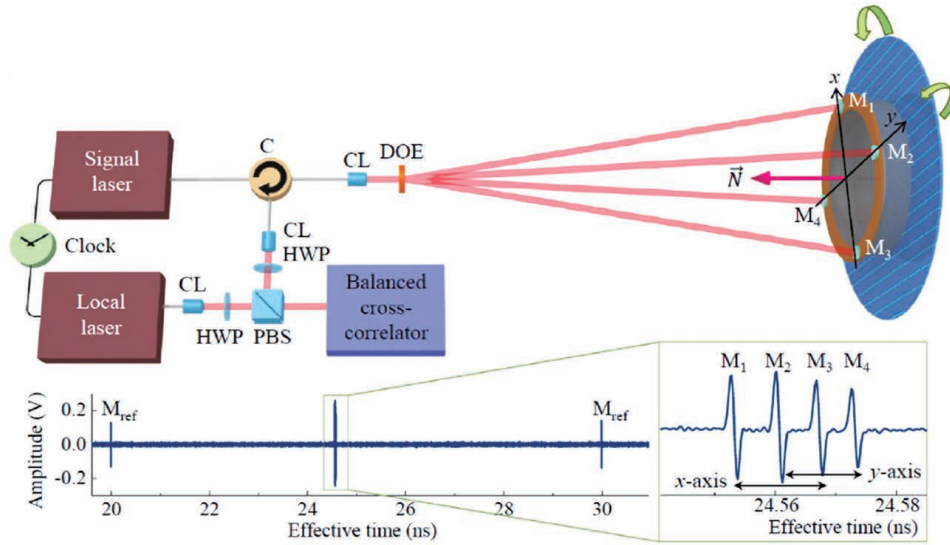 Signal
laser
Clock
Local
laser
C
CL
DOE
CL
HWP
CL
HWP
PBS
Balanced
cross-
correlator
x
M1
y
M2
N
M4
M3
Amplitude (V)
0.2
0.0
-0.2
Mref
Mref
20
22
24
26
28
30
Effective time (ns)
M1 M2 M3 M4
x-axis
y-axis
24.56
24.58
Effective time (ns)